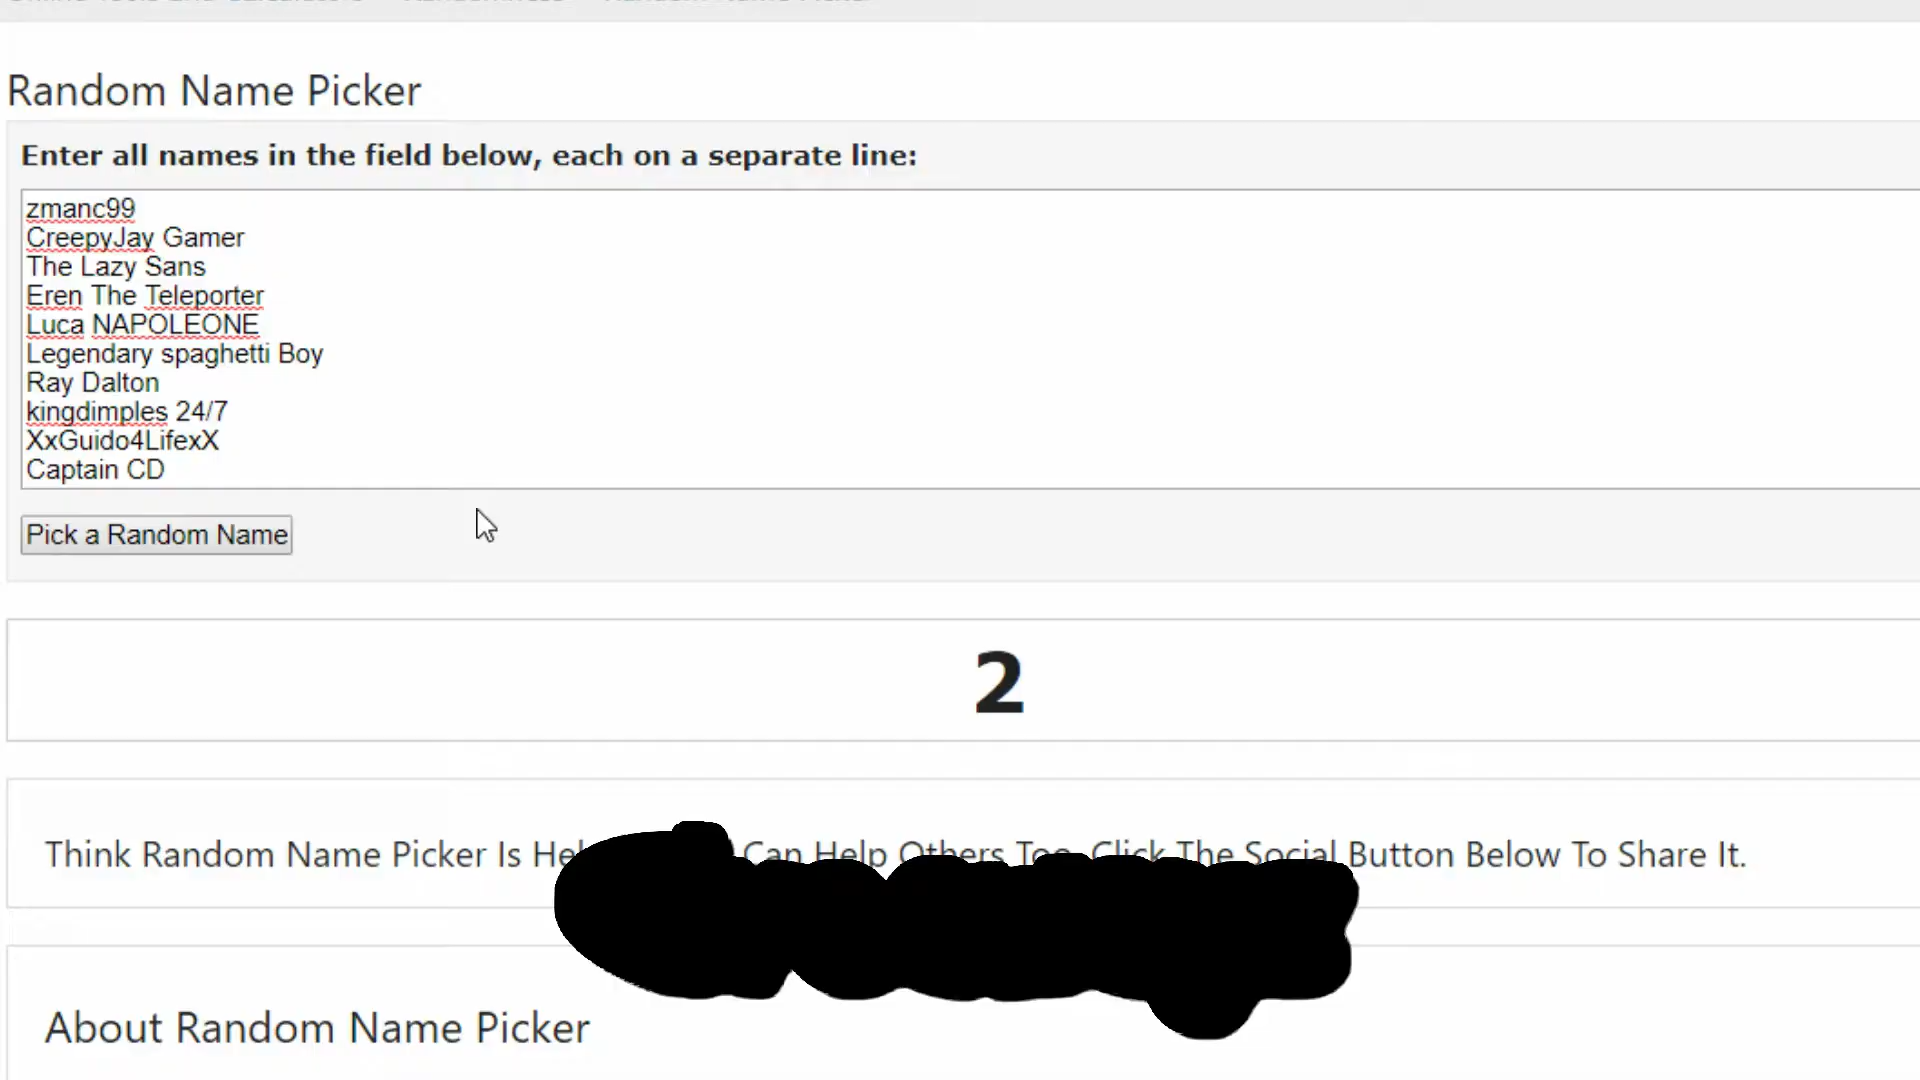 Random Name Picker
Enter all names in the field below, each on a separate line:
zmanc99
CreepyJay Gamer
The Lazy Sans
Eren The Teleporter
Luca NAPOLEONE
Legendary spaghetti Boy
Ray Dalton
kingdimples 24/7
XxGuido4LifexX
Captain CD
Pick a Random Name
2
Think Random Name Picker Is Can Help Others Too. Click The Social Button Below To Share It.
About Random Name Picker